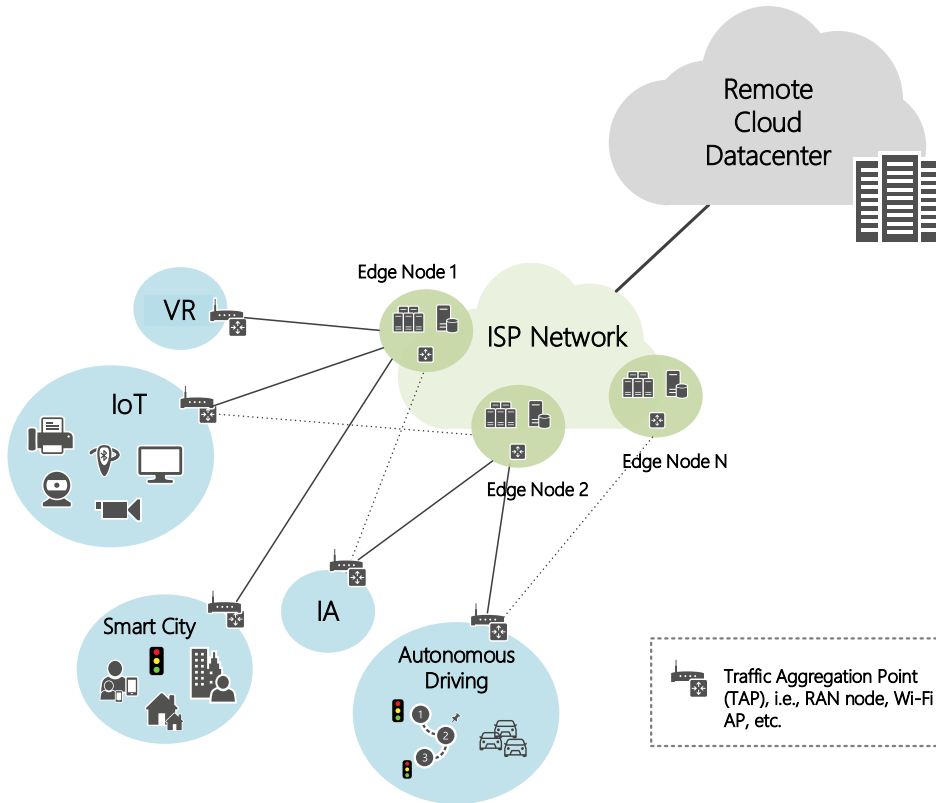 Remote
Cloud
Datacenter
Edge Node 1
VR
ISP Network
IoT
Edge Node N
Edge Node 2
IA
Smart City
Autonomous
Driving
1
2
3
Traffic Aggregation Point
(TAP), i.e., RAN node, Wi-Fi
AP, etc.